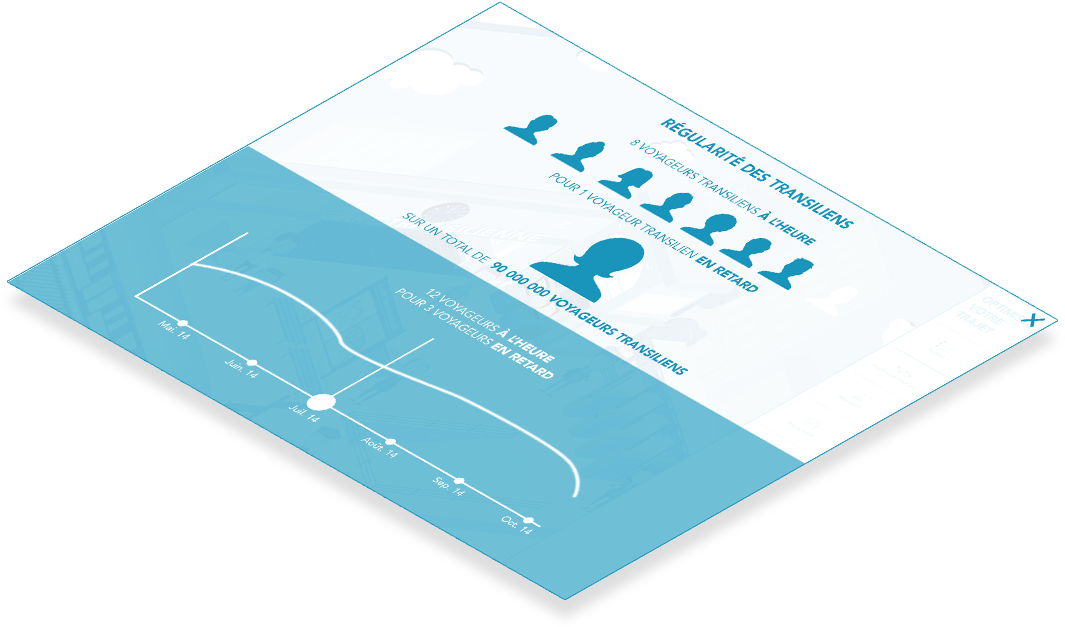 RÉGULARITÉ DES TRANSILIENS
8 VOYAGEURS TRANSILIENS À L'HEURE
POUR 1 VOYAGEUR TRANSILIEN EN RETARD
SUR UN TOTAL DE 90 000 000 VOYAGEURS TRANSILIENS
12 VOYAGEURS À L'HEURE
POUR 3 VOYAGEURS EN RETARD
Mai. 14
Juin. 14
Juil. 14
Août. 14
Sep. 14
Oct. 14
VOTRE
TRAJET
X